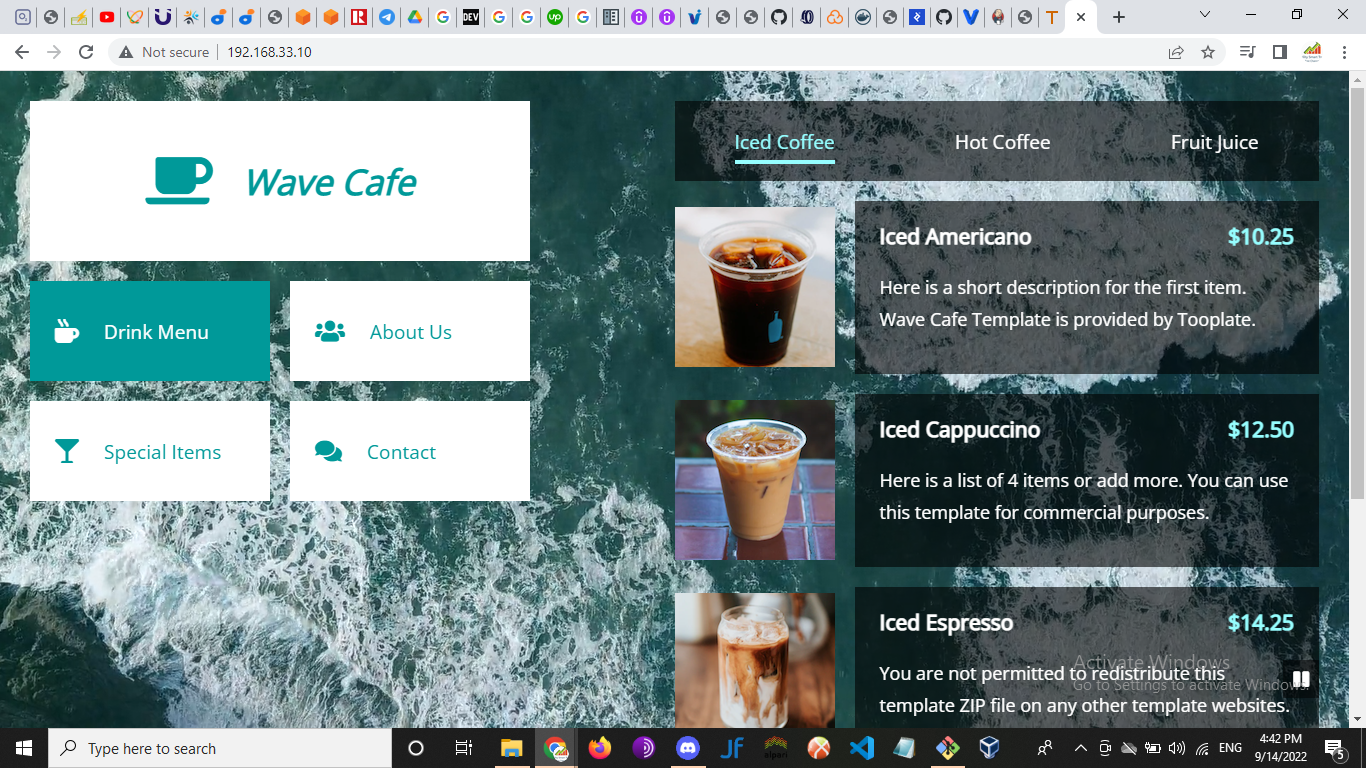 Not secure
192.168.33.10
Wave Cafe
Drink Menu
About Us
Special Items
Contact
Iced Coffee
Hot Coffee
Fruit Juice
Iced Americano
$10.25
Here is a short description for the first item.
Wave Cafe Template is provided by Tooplate.
Iced Cappuccino
$12.50
Here is a list of 4 items or add more. You can use
this template for commercial purposes.
Iced Espresso
$14.25
You are not permitted to redistribute this
template ZIP file on any other template websites.
Activate Windows
Go to Settings to activate Windows.
Type here to search
ENG
4:42 PM
9/14/2022
5